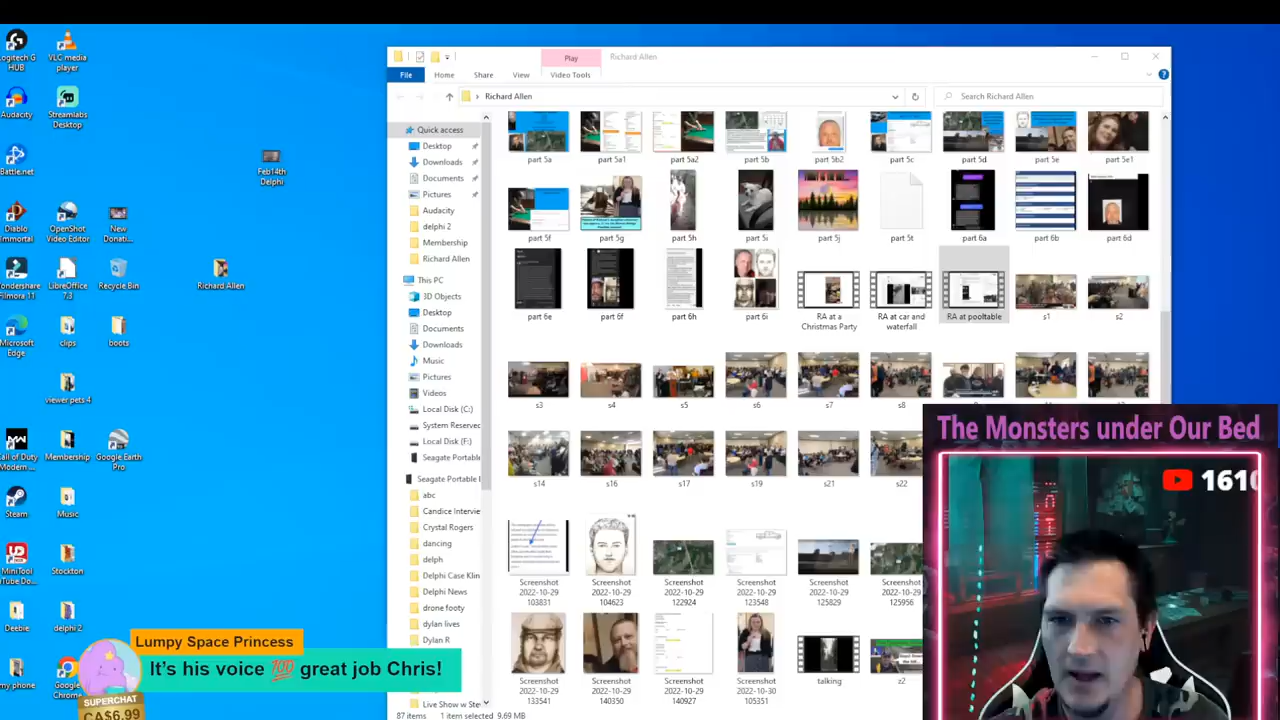 Logitech G
HUB
VLC media
player
Audacity
Streamlabs
Desktop
Battle.net
Feb14th
Delphi
Diablo
Immortal
OpenShot
Video Editor
New
Donati...
Wondershare
Filmora 11
LibreOffice
7.3
Recycle Bin
Richard Allen
Microsoft
Edge
clips
boots
viewer pets 4
Call of Duty
Modern ...
Membership
Google Earth
Pro
Steam
Music
MiniTool
uTube Do...
Stockton
Deebie
delphi 2
my phone
Google
Chrome
Play
Richard Allen
File
Home
Share
View
Video Tools
Richard Allen
Search Richard Allen
Quick access
Desktop
Downloads
Documents
Pictures
Audacity
delphi 2
Membership
Richard Allen
This PC
3D Objects
Desktop
Documents
Downloads
Music
Pictures
Videos
Local Disk (C:)
System Reserved
Local Disk (F:)
Seagate Portable
Seagate Portable
abc
Candice Interview
Crystal Rogers
dancing
delph
Delphi Case Klin
Delphi News
drone footy
dylan lives
Dylan R
Live Show w Ste
part 5a
part 5a1
part 5a2
part 5b
part 5b2
part 5c
part 5d
part 5e
part 5e1
part 5f
part 5g
part 5h
part 5i
part 5j
part 5t
part 6a
part 6b
part 6d
part 6e
part 6f
part 6h
part 6i
RA at a
Christmas Party
RA at car and
waterfall
RA at pooltable
s1
s2
s3
s4
s5
s6
s7
s8
s14
s16
s17
s19
s21
s22
Screenshot
2022-10-29
103831
Screenshot
2022-10-29
104623
Screenshot
2022-10-29
122924
Screenshot
2022-10-29
123548
Screenshot
2022-10-29
125829
Screenshot
2022-10-29
125956
Screenshot
2022-10-29
133541
Screenshot
2022-10-29
140350
Screenshot
2022-10-29
140927
Screenshot
2022-10-30
105351
talking
z2
87 items
1 item selected
9.69 MB
The Monsters under Our Bed
1610
Lumpy Space Princess
It's his voice 💯 great job Chris!
SUPERCHAT
CA$6.99